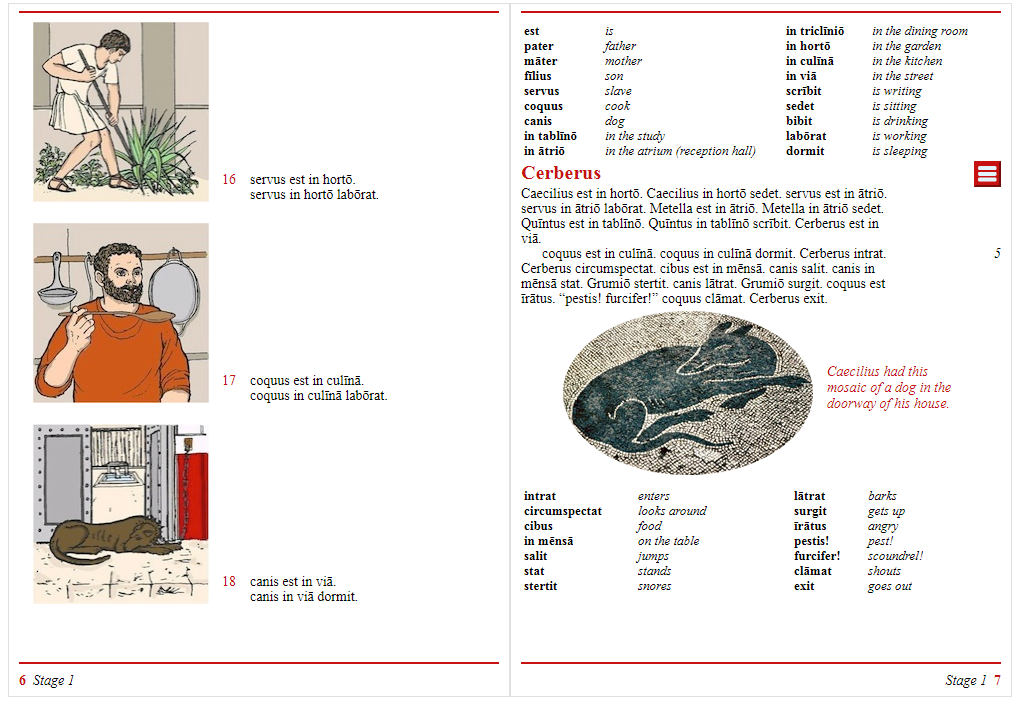 16 servus est in hortō.
servus in hortō labōrat.
17 coquus est in culīnā.
coquus in culīnā labōrat.
18 canis est in viā.
canis in viā dormit.
6 Stage 1
est is
pater father
māter mother
fīlius son
servus slave
coquus cook
canis dog
in tablīnō in the study
in ātriō in the atrium (reception hall)
in triclīniō in the dining room
in hortō in the garden
in culīnā in the kitchen
in viā in the street
scrībit is writing
sedet is sitting
bibit is drinking
labōrat is working
dormit is sleeping
Cerberus
Caecilius est in hortō. Caecilius in hortō sedet. servus est in ātriō.
servus in ātriō labōrat. Metella est in ātriō. Metella in ātriō sedet.
Quīntus est in tablīnō. Quīntus in tablīnō scrībit. Cerberus est in
viā.
coquus est in culīnā. coquus in culīnā dormit. Cerberus intrat. 5
Cerberus circumspectat. cibus est in mēnsā. canis salit. canis in
mēnsā stat. Grumiō stertit. canis lātrat. Grumiō surgit. coquus est
īrātus. “pestis! furcifer!” coquus clāmat. Cerberus exit.
Caecilius had this
mosaic of a dog in the
doorway of his house.
intrat enters
circumspectat looks around
cibus food
in mēnsā on the table
salit jumps
stat stands
stertit snores
lātrat barks
surgit gets up
īrātus angry
pestis! pest!
furcifer! scoundrel!
clāmat shouts
exit goes out
Stage 1 7